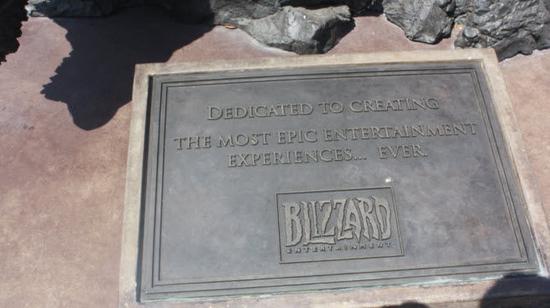 DEDICATED TO CREATING
THE MOST EPIC ENTERTAINMENT
EXPERIENCES... EVER.
BLIZZARD
ENTERTAINMENT